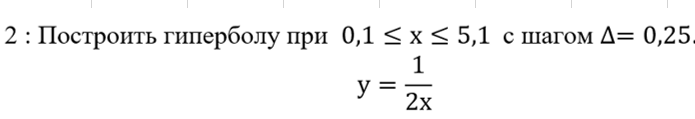 2 : Построить гиперболу при 0,1 ≤ x ≤ 5,1 с шагом Δ= 0,25.
y = 1/2x